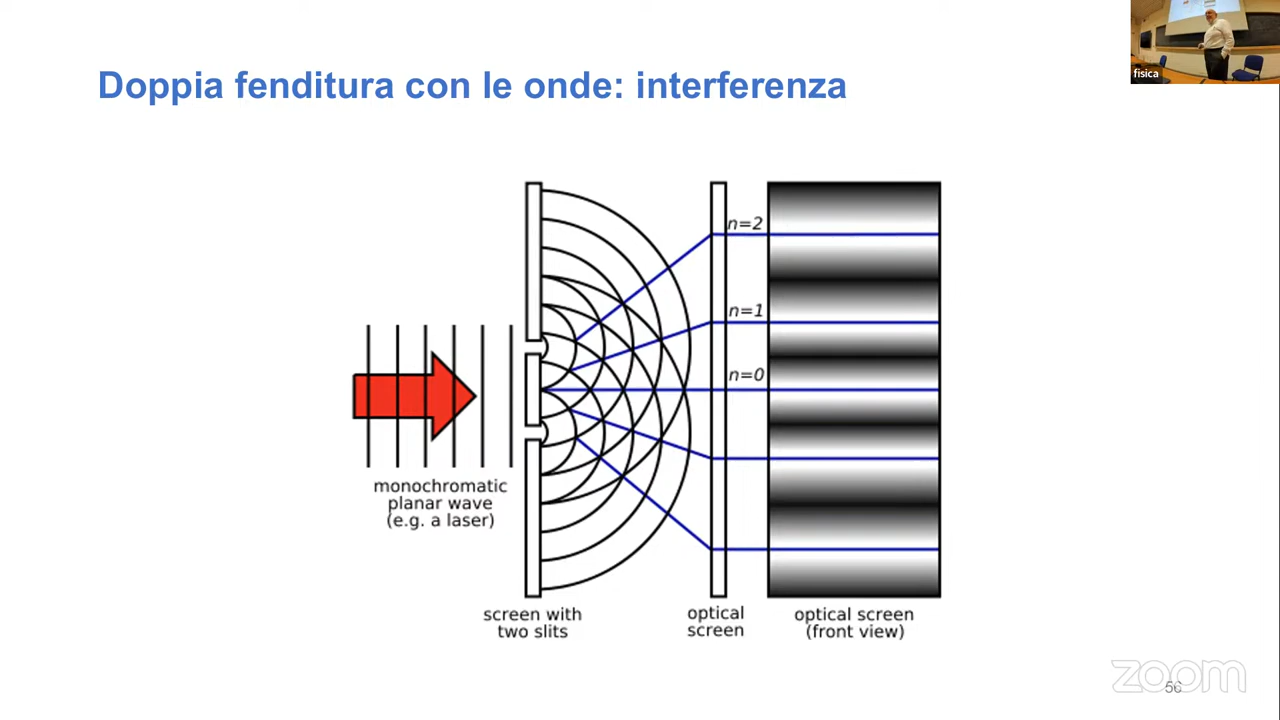 fisica
Doppia fenditura con le onde: interferenza
n=2
n=1
n=0
monochromatic
planar wave
(e.g. a laser)
screen with
two slits
optical
screen
optical screen
(front view)
zoom
56